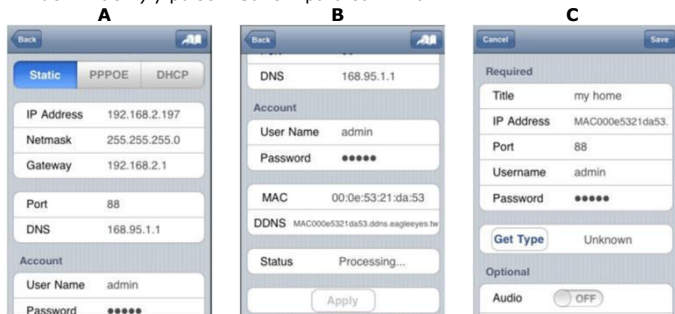 A
B
C
Back
Static PPPOE DHCP
IP Address 192.168.2.197
Netmask 255.255.255.0
Gateway 192.168.2.1
Port 88
DNS 168.95.1.1
Account
User Name admin
Password •••••
Back
DNS 168.95.1.1
Account
User Name admin
Password •••••
MAC 00:0e:53:21:da:53
DDNS MAC000e5321da53.ddns.eagleeyes.tw
Status Processing...
Apply
Cancel Save
Required
Title my home
IP Address MAC000e5321da53.
Port 88
Username admin
Password •••••
Get Type Unknown
Optional
Audio OFF